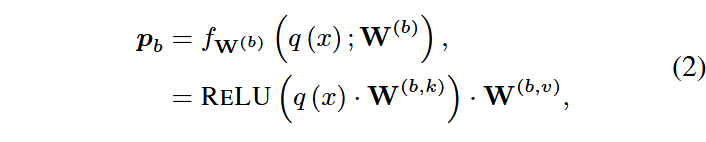 p_b = f_{W^{(b)}} ( q (x) ; W^{(b)} ) ,
= RELU ( q (x) · W^{(b,k)} ) · W^{(b,v)} , (2)